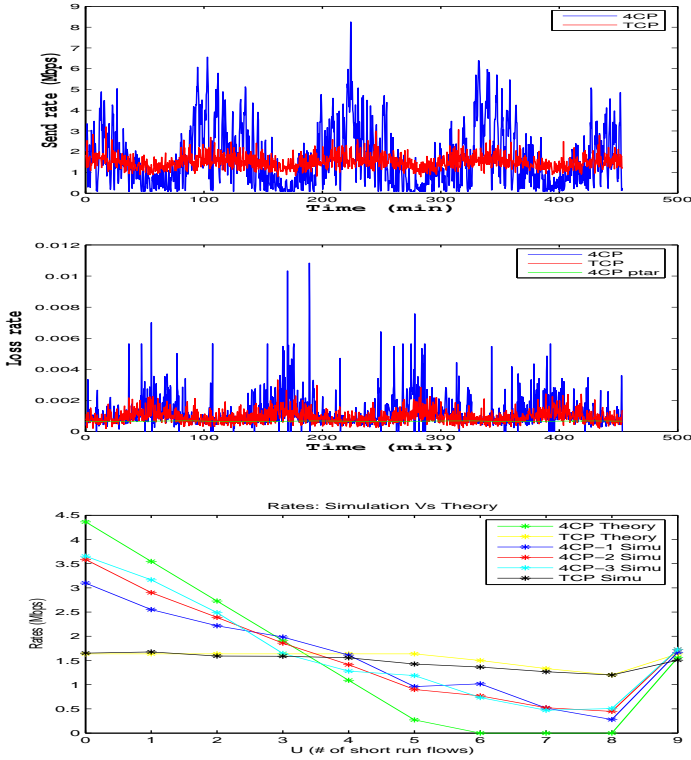 9
8
7
6
5
4
3
2
1
0
Send rate (Mbps)
4CP
TCP
0 100 200 300 400 500
Time (min)
0.012
0.01
0.008
0.006
0.004
0.002
0
Loss rate
4CP
TCP
4CP ptar
0 100 200 300 400 500
Time (min)
Rates: Simulation Vs Theory
4.5
4
3.5
3
2.5
2
1.5
1
0.5
0
Rates (Mbps)
4CP Theory
TCP Theory
4CP-1 Simu
4CP-2 Simu
4CP-3 Simu
TCP Simu
0 1 2 3 4 5 6 7 8 9
U (# of short run flows)